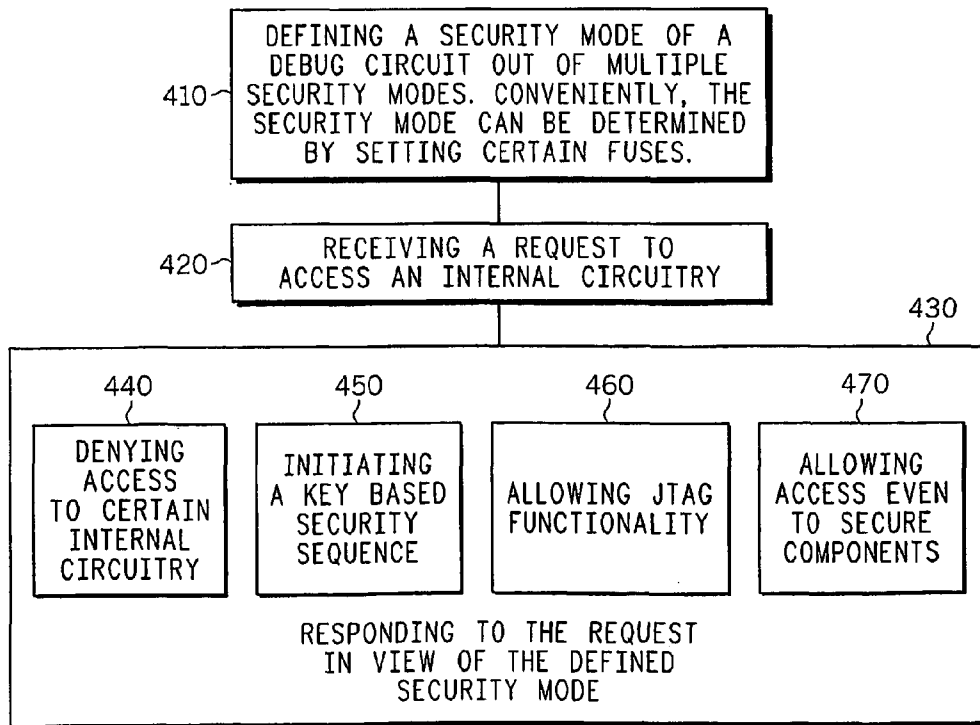 DEFINING A SECURITY MODE OF A
DEBUG CIRCUIT OUT OF MULTIPLE
SECURITY MODES. CONVENIENTLY, THE
SECURITY MODE CAN BE DETERMINED
BY SETTING CERTAIN FUSES.
410
RECEIVING A REQUEST TO
ACCESS AN INTERNAL CIRCUITRY
420
430
440
450
460
470
DENYING
ACCESS
TO CERTAIN
INTERNAL
CIRCUITRY
INITIATING
A KEY BASED
SECURITY
SEQUENCE
ALLOWING JTAG
FUNCTIONALITY
ALLOWING
ACCESS EVEN
TO SECURE
COMPONENTS
RESPONDING TO THE REQUEST
IN VIEW OF THE DEFINED
SECURITY MODE